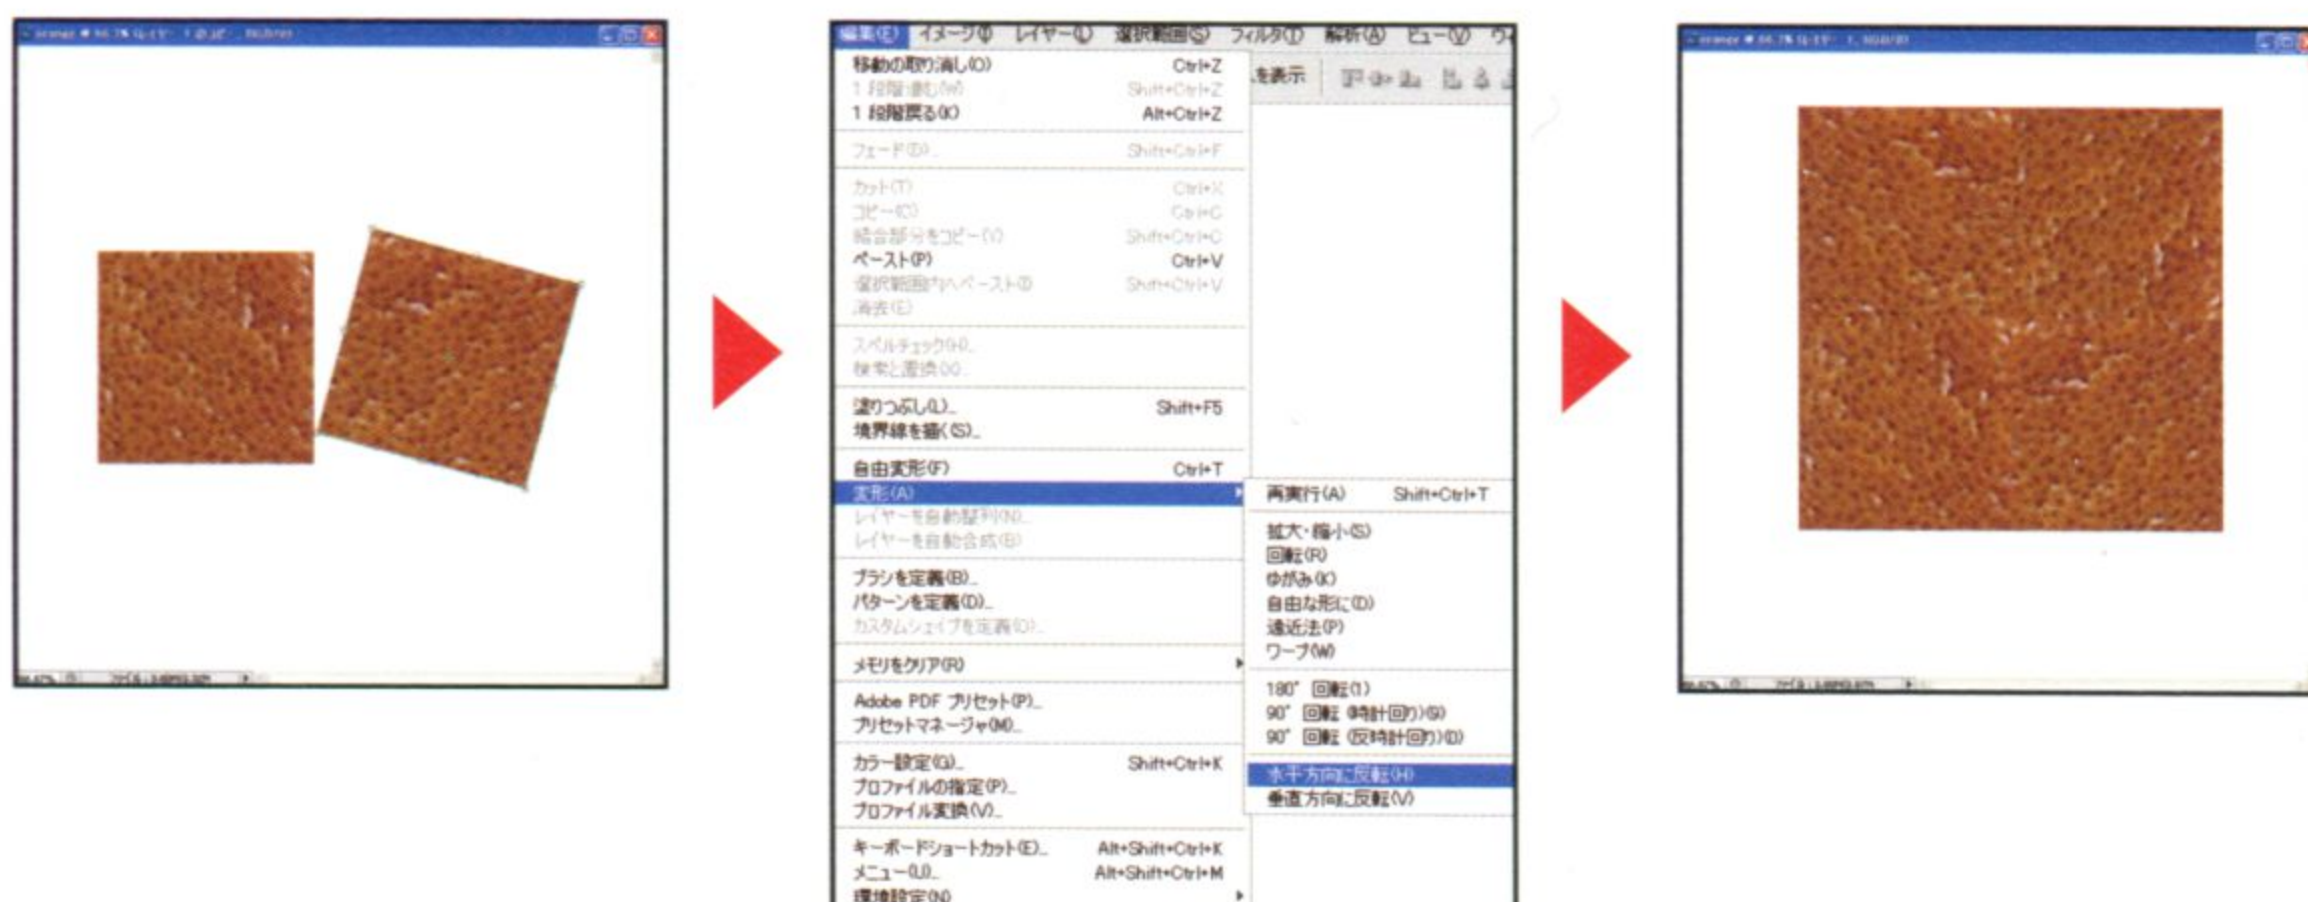 編集(E) イメージ(I) レイヤー(L) 選択範囲(S) フィルタ(T) 解析(A) ビュー(V)
を表示
移動の取り消し(O) Ctrl+Z
1 段階進む(W) Shift+Ctrl+Z
1 段階戻る(K) Alt+Ctrl+Z
フェード(D)... Shift+Ctrl+F
カット(T) Ctrl+X
コピー(C) Ctrl+C
結合部分をコピー(Y) Shift+Ctrl+C
ペースト(P) Ctrl+V
選択範囲内へペースト(I) Shift+Ctrl+V
消去(E)
スペルチェック(H)...
検索と置換(X)...
塗りつぶし(L)... Shift+F5
境界線を描く(S)...
自由変形(F) Ctrl+T
変形(A)
レイヤーを自動整列(N)...
レイヤーを自動合成(B)
ブラシを定義(B)...
パターンを定義(D)...
カスタムシェイプを定義(O)...
メモリをクリア(R)
Adobe PDF プリセット(P)...
プリセットマネージャ(M)...
カラー設定(G)... Shift+Ctrl+K
プロファイルの指定(P)...
プロファイル変換(V)...
キーボードショートカット(E)... Alt+Shift+Ctrl+K
メニュー(U)... Alt+Shift+Ctrl+M
環境設定(N)
再実行(A) Shift+Ctrl+T
拡大・縮小(S)
回転(R)
ゆがみ(K)
自由な形に(D)
遠近法(P)
ワープ(W)
180° 回転(1)
90° 回転 (時計回り)(9)
90° 回転 (反時計回り)(0)
水平方向に反転(H)
垂直方向に反転(V)